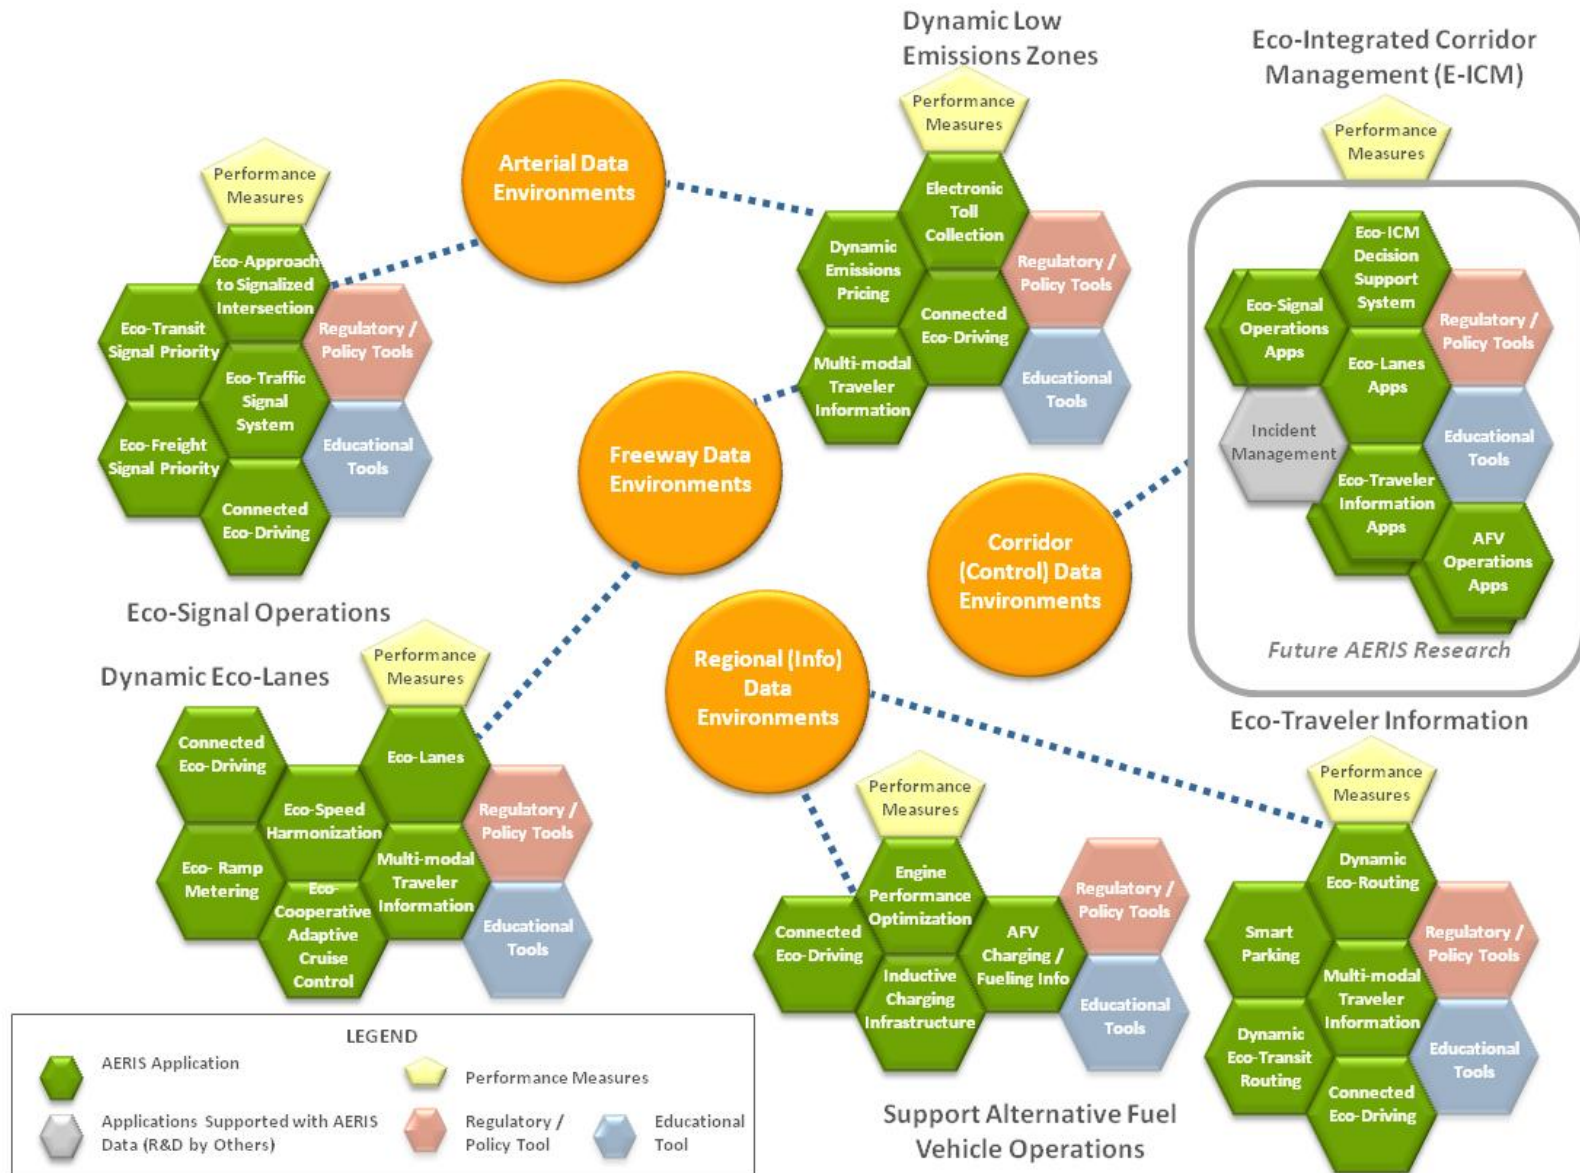 Dynamic Low
Emissions Zones
Eco-Integrated Corridor
Management (E-ICM)
Performance
Measures
Arterial Data
Environments
Performance
Measures
Electronic
Toll
Collection
Dynamic
Emissions
Pricing
Regulatory /
Policy Tools
Connected
Eco-Driving
Multi-modal
Traveler
Information
Educational
Tools
Performance
Measures
Eco-ICM
Decision
Support
System
Eco-Signal
Operations
Apps
Regulatory /
Policy Tools
Eco-Lanes
Apps
Incident
Management
Educational
Tools
Eco-Traveler
Information
Apps
AFV
Operations
Apps
Future AERIS Research
Eco-Approach
to Signalized
Intersection
Eco-Transit
Signal Priority
Regulatory /
Policy Tools
Eco-Traffic
Signal
System
Eco-Freight
Signal Priority
Educational
Tools
Connected
Eco-Driving
Eco-Signal Operations
Freeway Data
Environments
Corridor
(Control) Data
Environments
Regional (Info)
Data
Environments
Dynamic Eco-Lanes
Performance
Measures
Connected
Eco-Driving
Eco-Lanes
Eco-Speed
Harmonization
Regulatory /
Policy Tools
Eco- Ramp
Metering
Multi-modal
Traveler
Information
Eco-
Cooperative
Adaptive
Cruise
Control
Educational
Tools
Performance
Measures
Engine
Performance
Optimization
Regulatory /
Policy Tools
Connected
Eco-Driving
AFV
Charging /
Fueling Info
Inductive
Charging
Infrastructure
Educational
Tools
Support Alternative Fuel
Vehicle Operations
Eco-Traveler Information
Performance
Measures
Dynamic
Eco-Routing
Smart
Parking
Regulatory /
Policy Tools
Multi-modal
Traveler
Information
Dynamic
Eco-Transit
Routing
Educational
Tools
Connected
Eco-Driving
LEGEND
AERIS Application
Performance Measures
Applications Supported with AERIS
Data (R&D by Others)
Regulatory /
Policy Tool
Educational
Tool